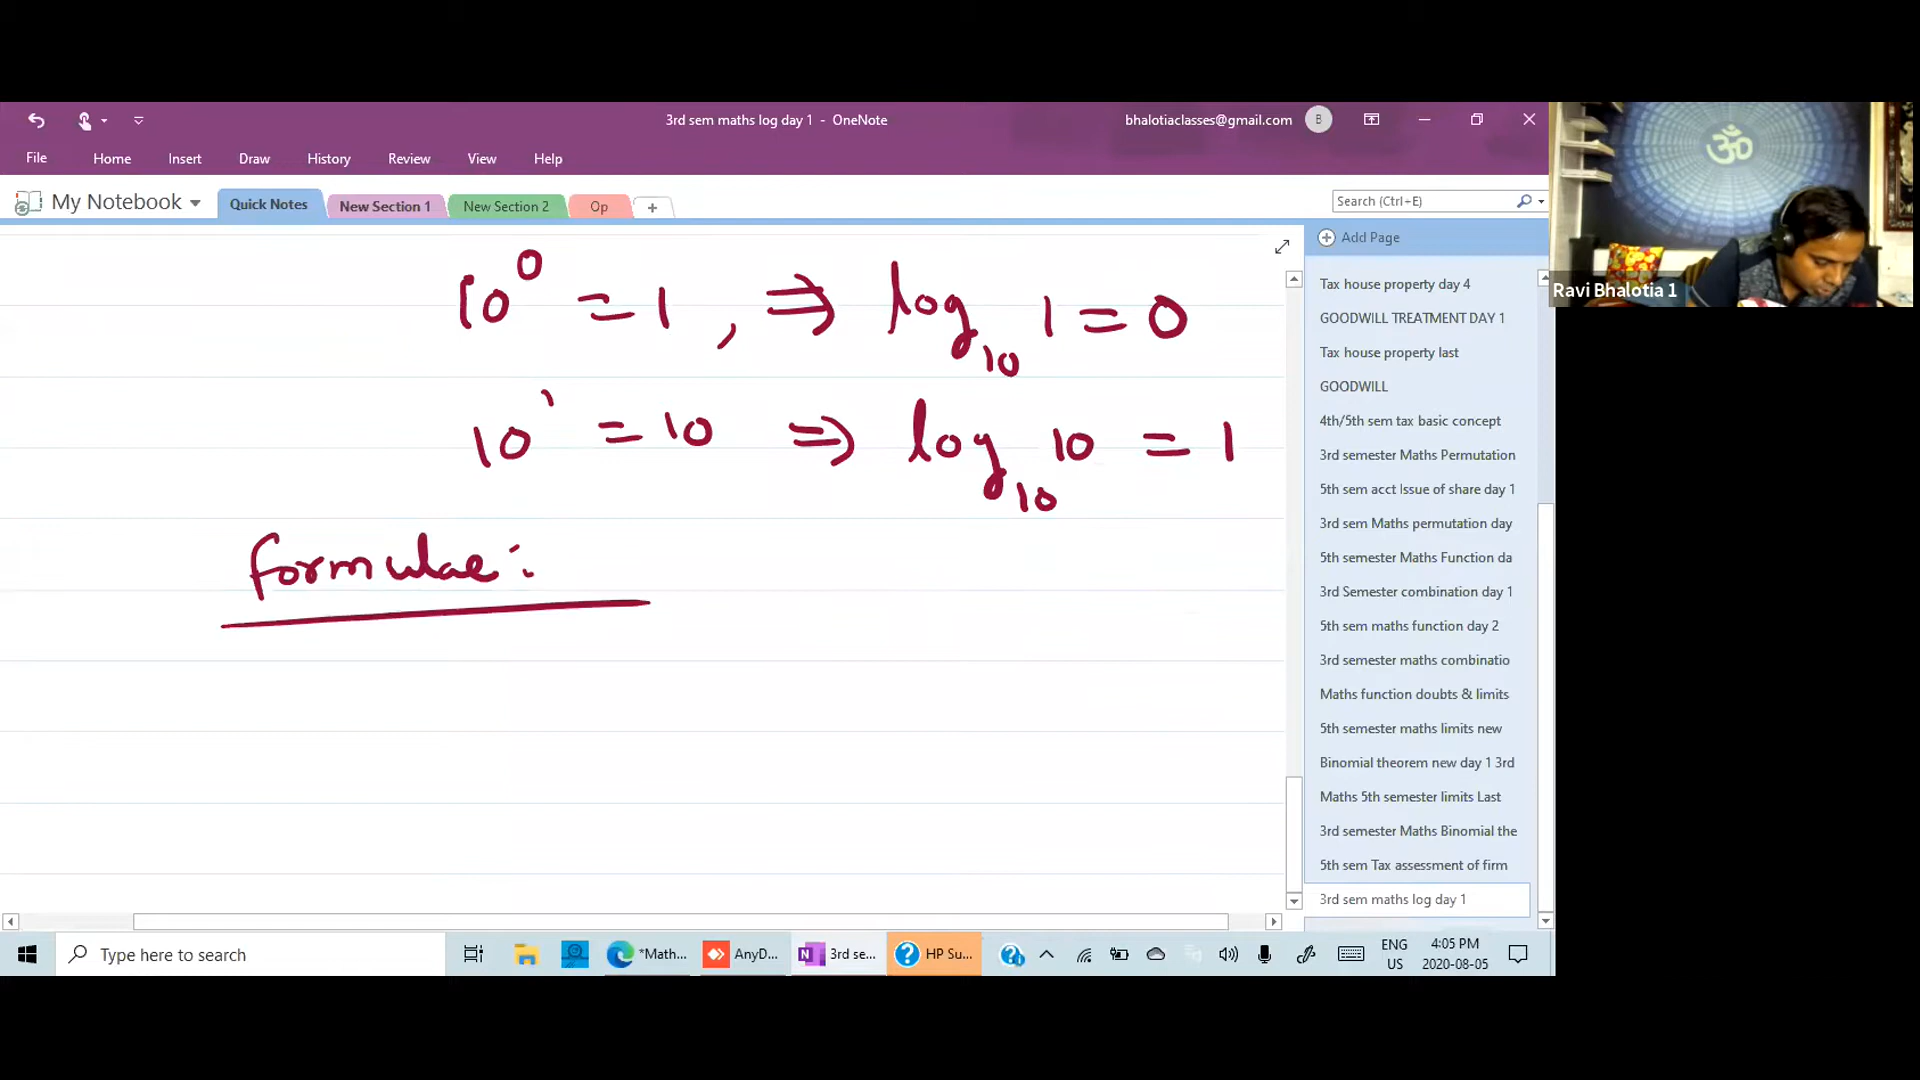 3rd sem maths log day 1 - OneNote
bhalotiaclasses@gmail.com B
File Home Insert Draw History Review View Help
My Notebook Quick Notes New Section 1 New Section 2 Op
Search (Ctrl+E)
Add Page
10⁰ = 1 , ⇒ log₁₀ 1 = 0
10¹ = 10 ⇒ log₁₀ 10 = 1
formulae:
Tax house property day 4
GOODWILL TREATMENT DAY 1
Tax house property last
GOODWILL
4th/5th sem tax basic concept
3rd semester Maths Permutation
5th sem acct Issue of share day 1
3rd sem Maths permutation day
5th semester Maths Function da
3rd Semester combination day 1
5th sem maths function day 2
3rd semester maths combinatio
Maths function doubts & limits
5th semester maths limits new
Binomial theorem new day 1 3rd
Maths 5th semester limits Last
3rd semester Maths Binomial the
5th sem Tax assessment of firm
3rd sem maths log day 1
ॐ
Ravi Bhalotia 1
Type here to search
*Math... AnyD... N 3rd se... HP Su...
ENG
US
4:05 PM
2020-08-05